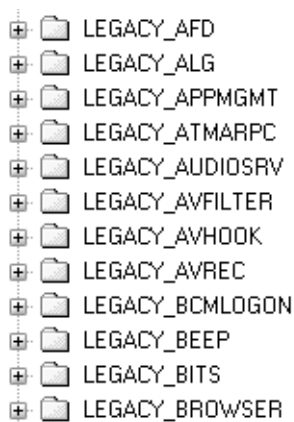 LEGACY_AFD
LEGACY_ALG
LEGACY_APPMGMT
LEGACY_ATMARPC
LEGACY_AUDIOSRV
LEGACY_AVFILTER
LEGACY_AVHOOK
LEGACY_AVREC
LEGACY_BCMLOGON
LEGACY_BEEP
LEGACY_BITS
LEGACY_BROWSER